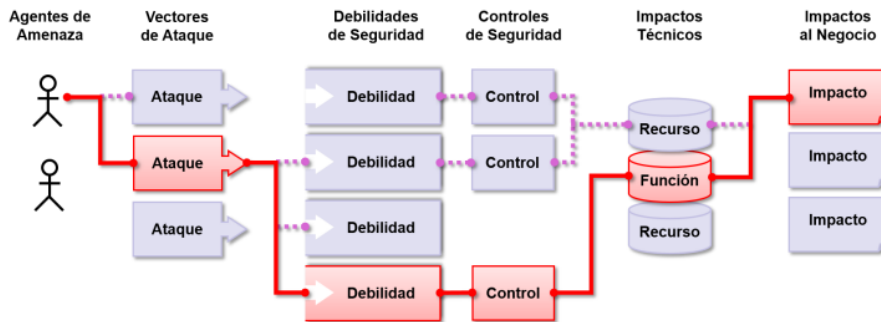 Agentes de
Amenaza
Vectores
de Ataque
Debilidades
de Seguridad
Controles
de Seguridad
Impactos
Técnicos
Impactos
al Negocio
Ataque
Debilidad
Control
Impacto
Recurso
Ataque
Debilidad
Control
Impacto
Función
Ataque
Debilidad
Recurso
Impacto
Debilidad
Control